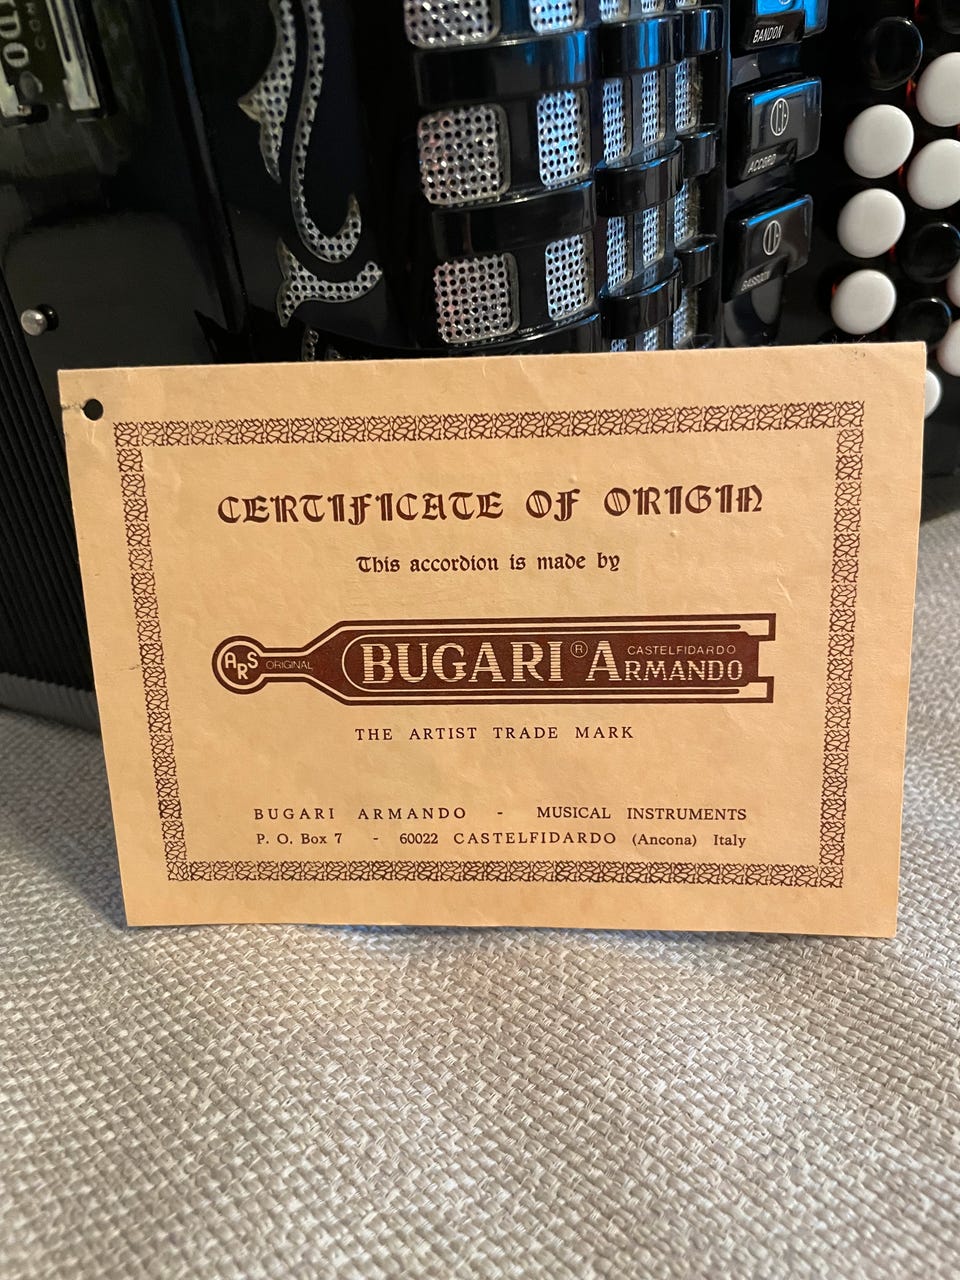 BANDON
ACCORD
BASSOON
CERTIFICATE OF ORIGIN
This accordion is made by
ARS ORIGINAL BUGARI ® ARMANDO CASTELFIDARDO
THE ARTIST TRADE MARK
BUGARI ARMANDO - MUSICAL INSTRUMENTS
P. O. Box 7 - 60022 CASTELFIDARDO (Ancona) Italy